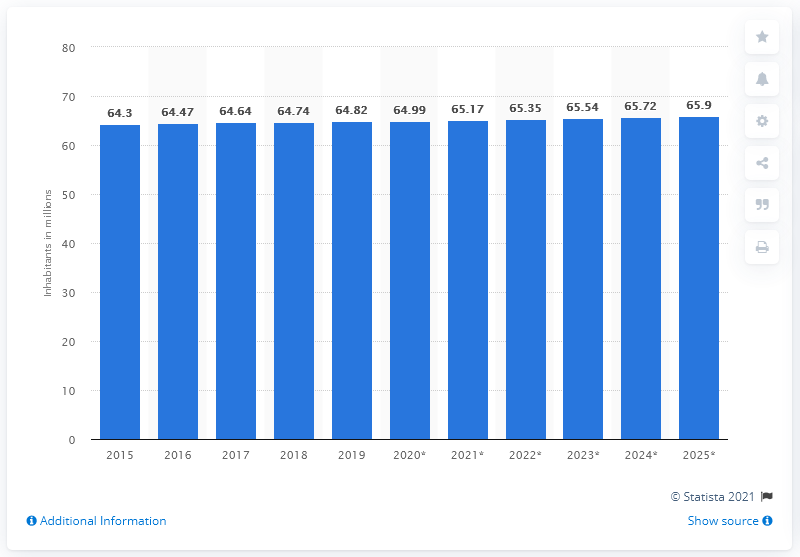 80
70
60
50
40
30
20
10
0
Inhabitants in millions
64.3 64.47 64.64 64.74 64.82 64.99 65.17 65.35 65.54 65.72 65.9
2015 2016 2017 2018 2019 2020* 2021* 2022* 2023* 2024* 2025*
© Statista 2021
Additional Information Show source